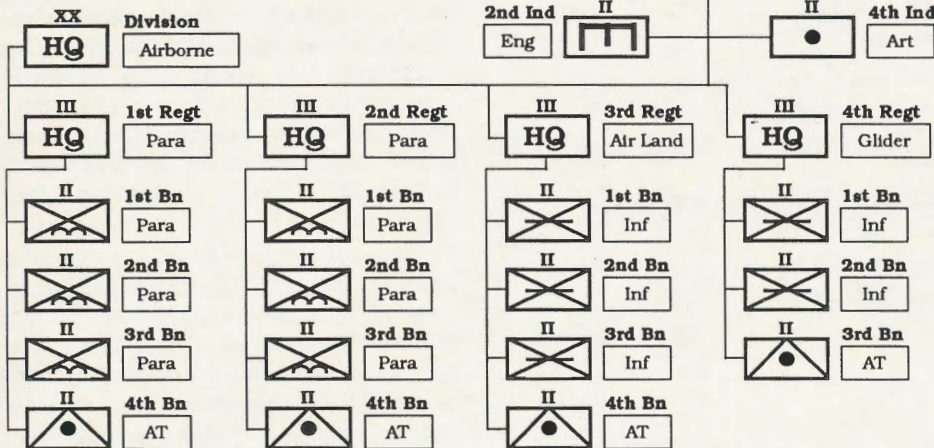 XX Division II II
2nd Ind 4th Ind
HQ Airborne Eng Art
III 1st Regt III 2nd Regt III 3rd Regt III 4th Regt
HQ Para HQ Para HQ Air Land HQ Glider
II 1st Bn II 1st Bn II 1st Bn II 1st Bn
Para Para Inf Inf
II 2nd Bn II 2nd Bn II 2nd Bn II 2nd Bn
Para Para Inf Inf
II 3rd Bn II 3rd Bn II 3rd Bn II 3rd Bn
Para Para Inf AT
II 4th Bn II 4th Bn II 4th Bn
AT AT AT